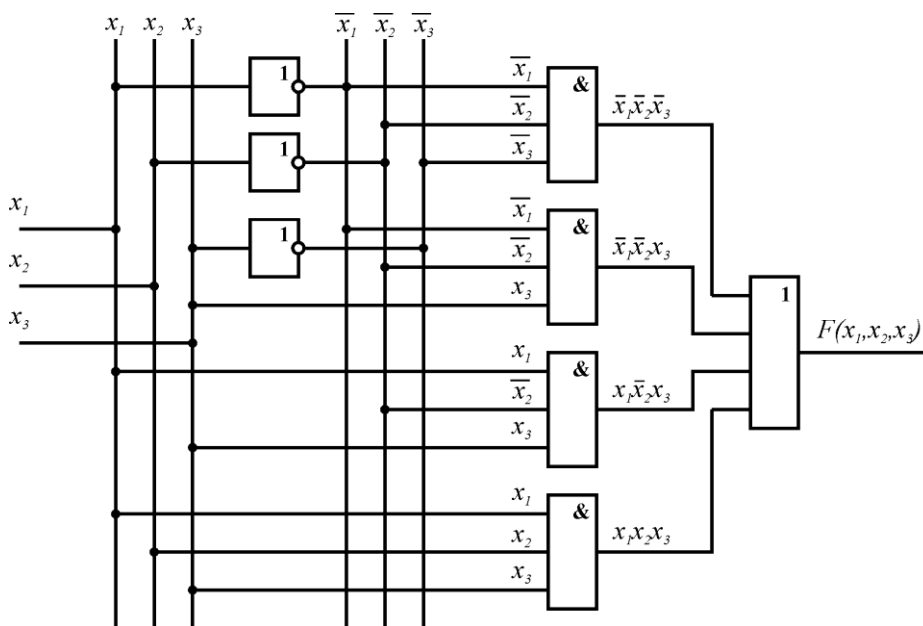 x₁ x₂ x₃ x̅₁ x̅₂ x̅₃
1
x̅₁
&
x̅₁x̅₂x̅₃
x̅₂
1
x̅₃
x₁
x̅₁
&
1
x̅₂
x̅₁x̅₂x₃
x₂
x₃
1
x₃
F(x₁,x₂,x₃)
x₁
&
x̅₂
x₁x̅₂x₃
x₃
x₁
&
x₂
x₁x₂x₃
x₃